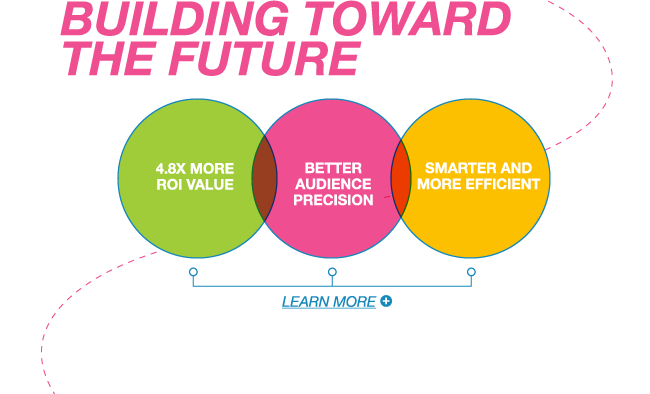 BUILDING TOWARD
THE FUTURE
4.8X MORE
ROI VALUE
BETTER
AUDIENCE
PRECISION
SMARTER AND
MORE EFFICIENT
LEARN MORE